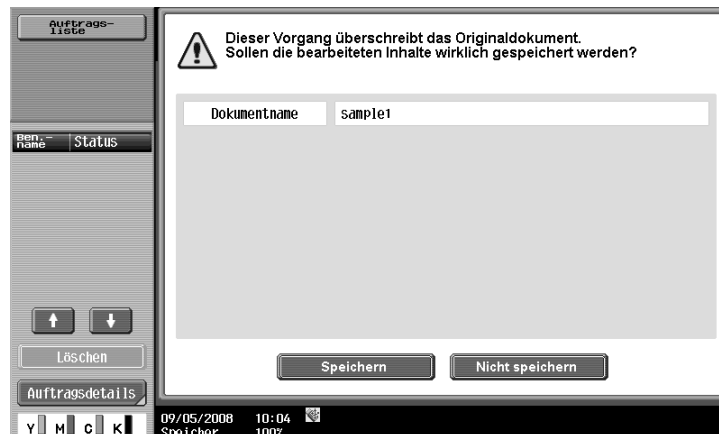 Auftrags-
liste
Dieser Vorgang überschreibt das Originaldokument.
Sollen die bearbeiteten Inhalte wirklich gespeichert werden?
Dokumentname sample1
Ben.-
name Status
Löschen
Speichern Nicht speichern
Auftragsdetails
Y M C K
09/05/2008 10:04
Speicher 100%